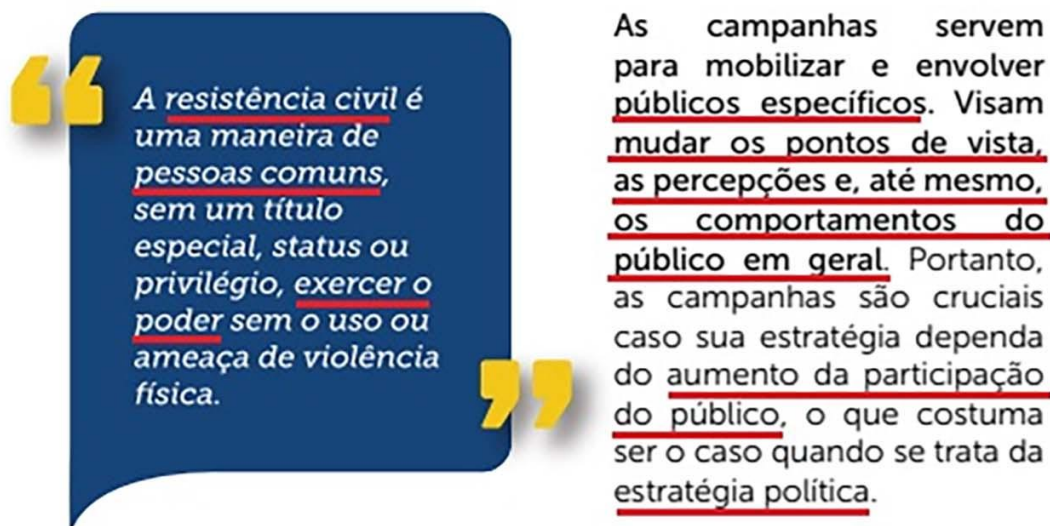 A resistência civil é
uma maneira de
pessoas comuns,
sem um título
especial, status ou
privilégio, exercer o
poder sem o uso ou
ameaça de violência
física.
As campanhas servem
para mobilizar e envolver
públicos específicos. Visam
mudar os pontos de vista,
as percepções e, até mesmo,
os comportamentos do
público em geral. Portanto,
as campanhas são cruciais
caso sua estratégia dependa
do aumento da participação
do público, o que costuma
ser o caso quando se trata da
estratégia política.